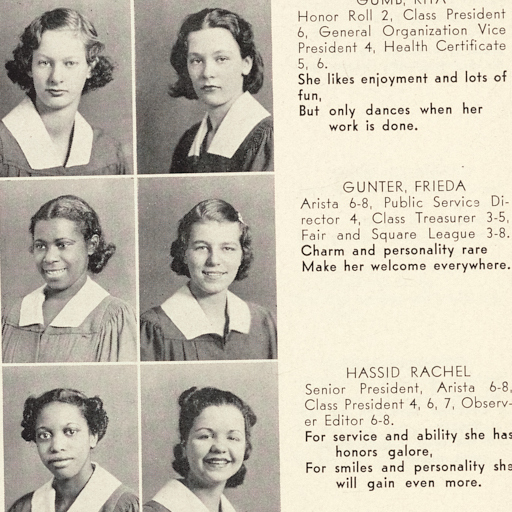 GUMB, RITA
Honor Roll 2, Class President
6, General Organization Vice
President 4, Health Certificate
5, 6.
She likes enjoyment and lots of
fun,
But only dances when her
work is done.
GUNTER, FRIEDA
Arista 6-8, Public Service Di-
rector 4, Class Treasurer 3-5,
Fair and Square League 3-8.
Charm and personality rare
Make her welcome everywhere.
HASSID RACHEL
Senior President, Arista 6-8,
Class President 4, 6, 7, Observ-
er Editor 6-8.
For service and ability she has
honors galore,
For smiles and personality she
will gain even more.